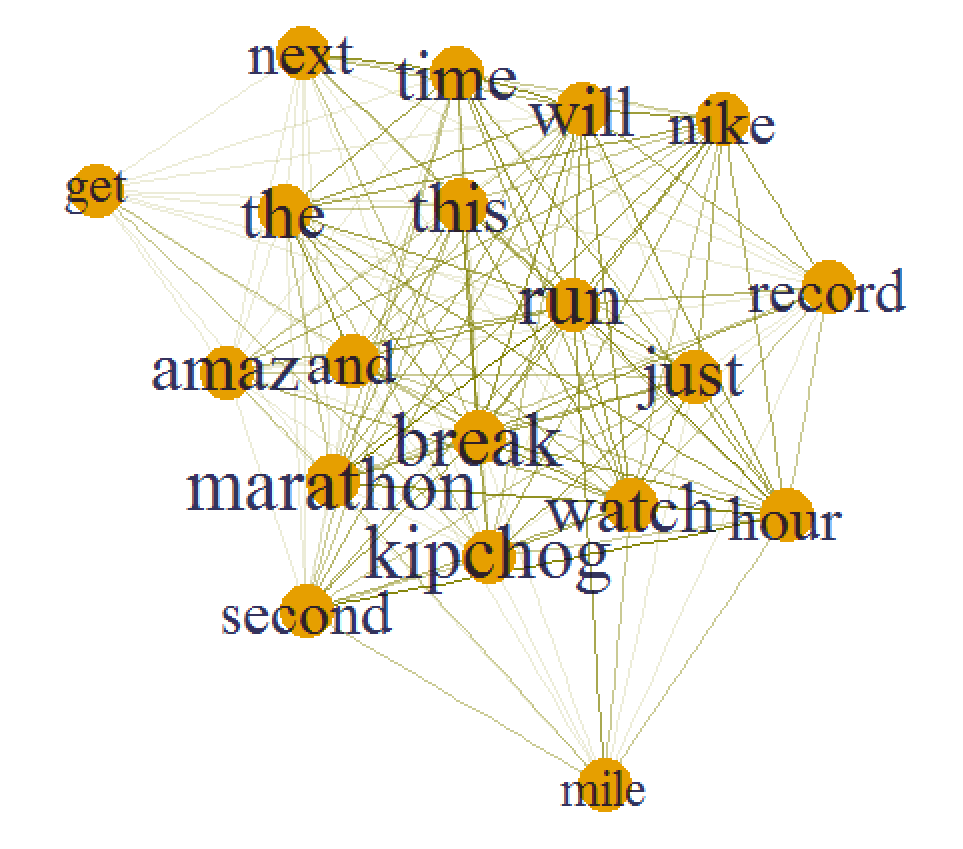 next
time
will
nike
get
the
this
run
record
amaz
and
just
break
marathon
watch
hour
kipchog
second
mile